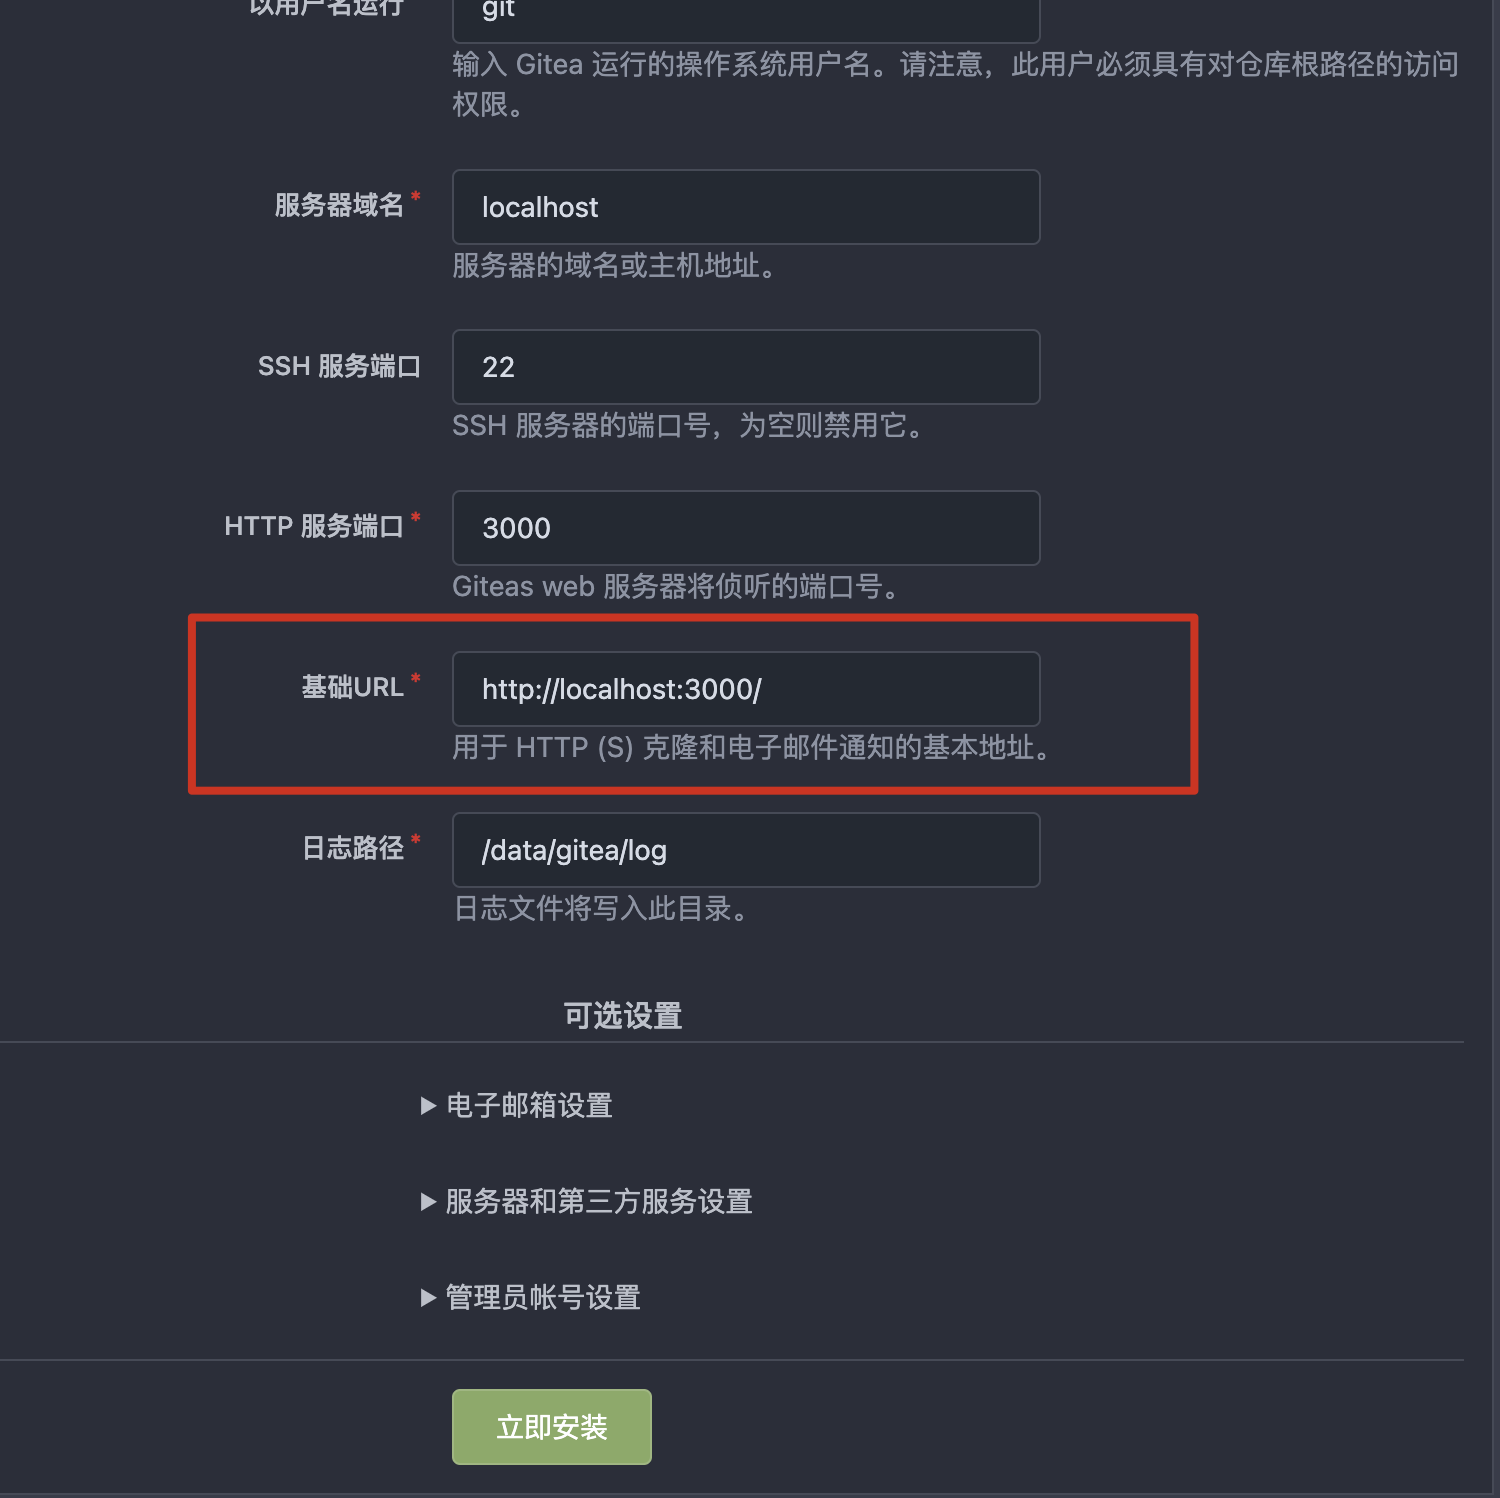 以用户名运行
git
输入 Gitea 运行的操作系统用户名。请注意，此用户必须具有对仓库根路径的访问
权限。
服务器域名*
localhost
服务器的域名或主机地址。
SSH 服务端口
22
SSH 服务器的端口号，为空则禁用它。
HTTP 服务端口*
3000
Giteas web 服务器将侦听的端口号。
基础URL*
http://localhost:3000/
用于 HTTP (S) 克隆和电子邮件通知的基本地址。
日志路径*
/data/gitea/log
日志文件将写入此目录。
可选设置
▶ 电子邮箱设置
▶ 服务器和第三方服务设置
▶ 管理员帐号设置
立即安装